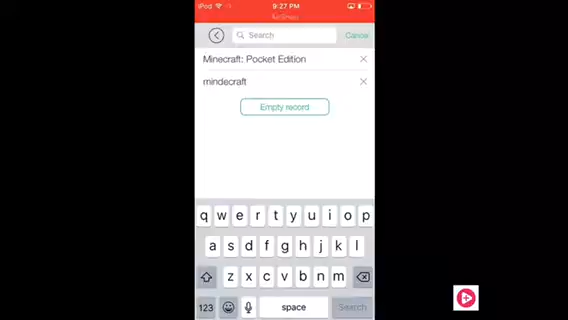 iPod 9:27 PM
Search Cancel
Minecraft: Pocket Edition
mindecraft
Empty record
q w e r t y u i o p
a s d f g h j k l
z x c v b n m
123 space Search